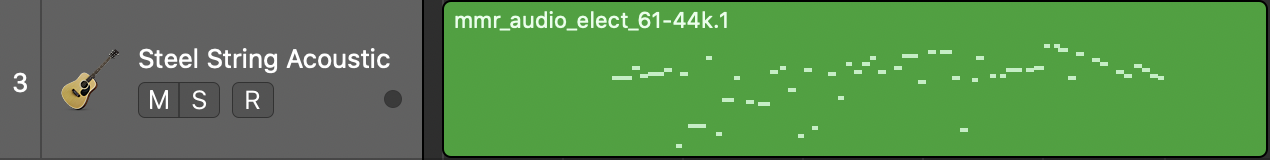 3
Steel String Acoustic
M S R
mmr_audio_elect_61-44k.1